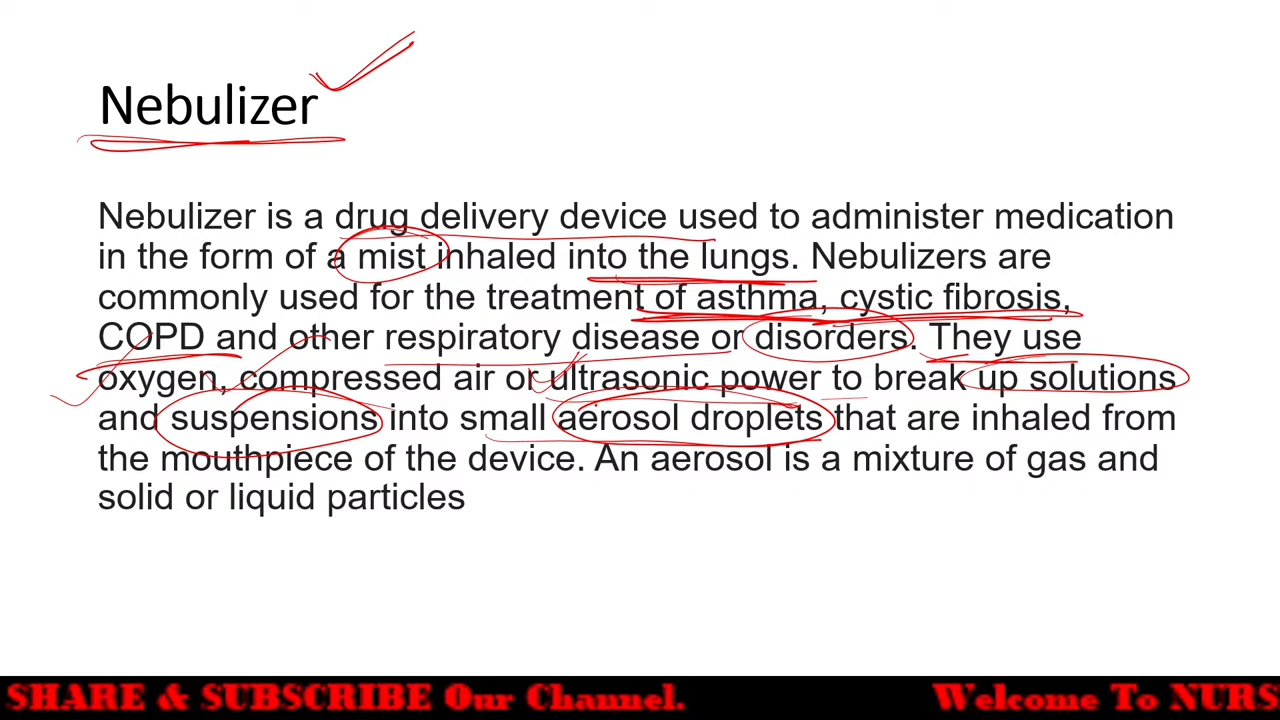 Nebulizer
Nebulizer is a drug delivery device used to administer medication
in the form of a mist inhaled into the lungs. Nebulizers are
commonly used for the treatment of asthma, cystic fibrosis,
COPD and other respiratory disease or disorders. They use
oxygen, compressed air or ultrasonic power to break up solutions
and suspensions into small aerosol droplets that are inhaled from
the mouthpiece of the device. An aerosol is a mixture of gas and
solid or liquid particles
SHARE & SUBSCRIBE Our Channel. Welcome To NURS